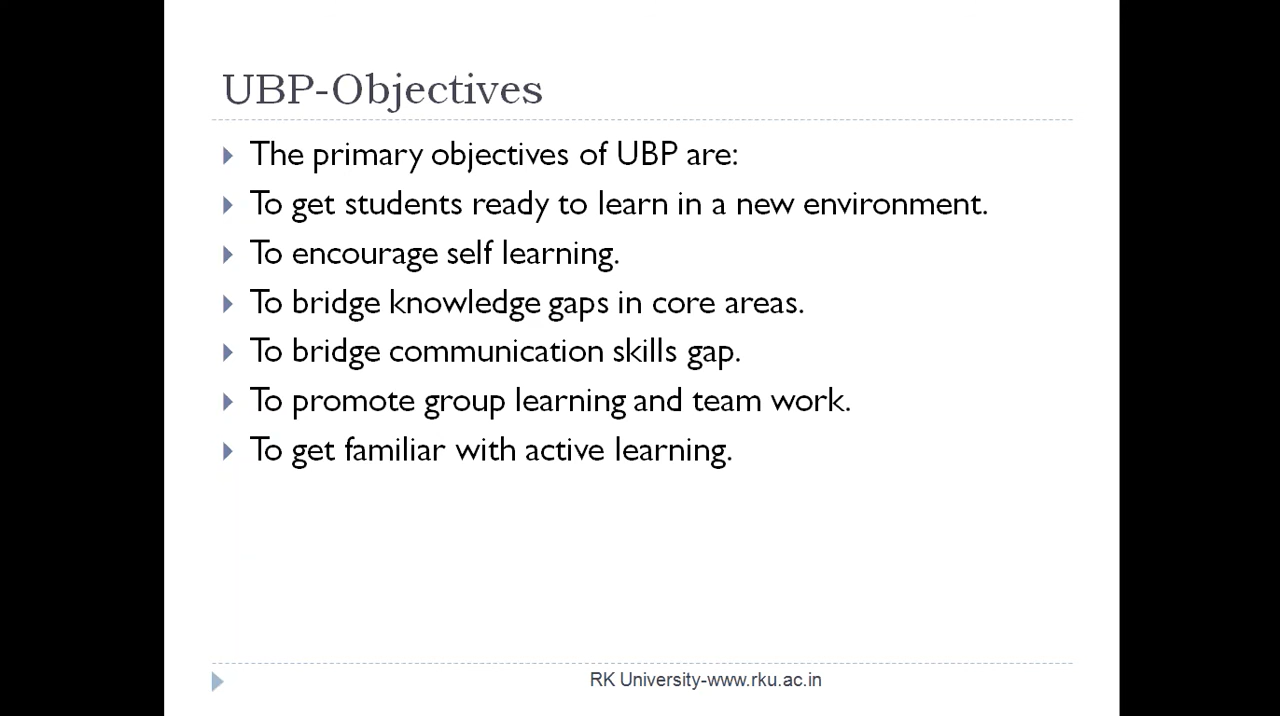 UBP-Objectives
The primary objectives of UBP are:
To get students ready to learn in a new environment.
To encourage self learning.
To bridge knowledge gaps in core areas.
To bridge communication skills gap.
To promote group learning and team work.
To get familiar with active learning.
RK University-www.rku.ac.in